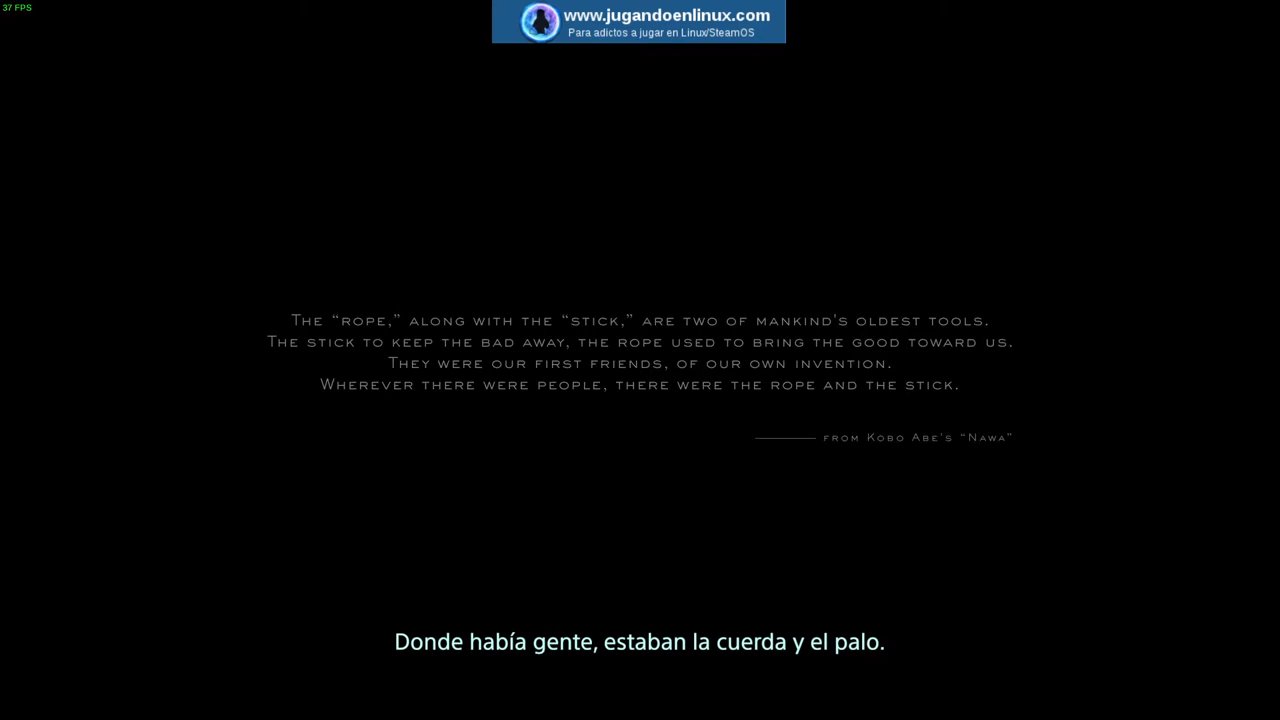 37 FPS
www.jugandoenlinux.com
Para adictos a jugar en Linux/SteamOS
The “rope,” along with the “stick,” are two of mankind's oldest tools.
The stick to keep the bad away, the rope used to bring the good toward us.
They were our first friends, of our own invention.
Wherever there were people, there were the rope and the stick.
——— from Kobo Abe's “Nawa”
Donde había gente, estaban la cuerda y el palo.